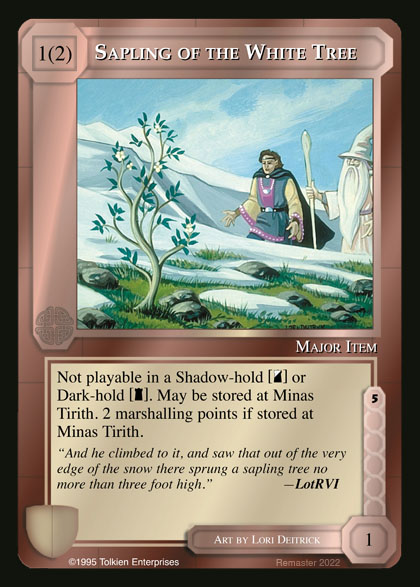 1(2)
Sapling of the White Tree
Major Item
Not playable in a Shadow-hold [] or
Dark-hold []. May be stored at Minas
Tirith. 2 marshalling points if stored at
Minas Tirith.
5
“And he climbed to it, and saw that out of the very
edge of the snow there sprung a sapling tree no
more than three foot high.” –LotRVI
Art by Lori Deitrick
1
©1995 Tolkien Enterprises
Remaster 2022